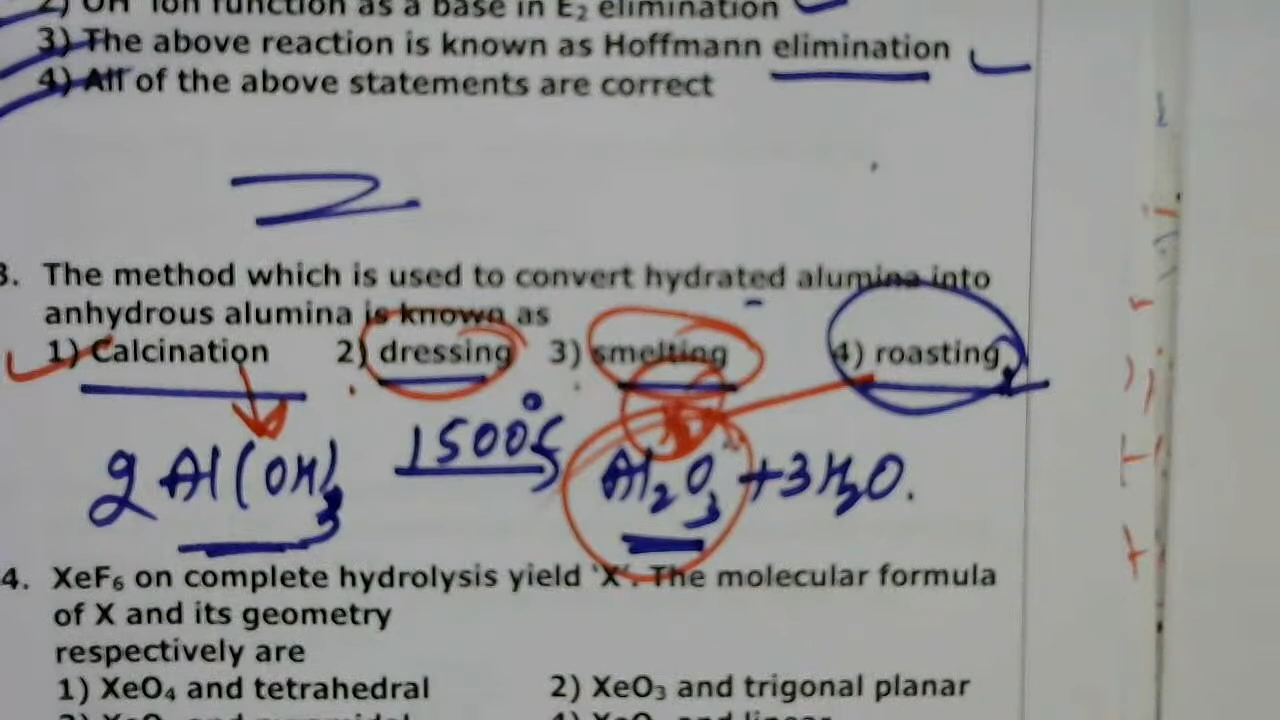 2) OH⁻ ion function as a base in E₂ elimination
3) The above reaction is known as Hoffmann elimination
4) All of the above statements are correct
3. The method which is used to convert hydrated alumina into
anhydrous alumina is known as
1) Calcination 2) dressing 3) smelting 4) roasting
2Al(OH)₃ 1500° Al₂O₃ + 3H₂O.
4. XeF₆ on complete hydrolysis yield 'X'. The molecular formula
of X and its geometry
respectively are
1) XeO₄ and tetrahedral 2) XeO₃ and trigonal planar